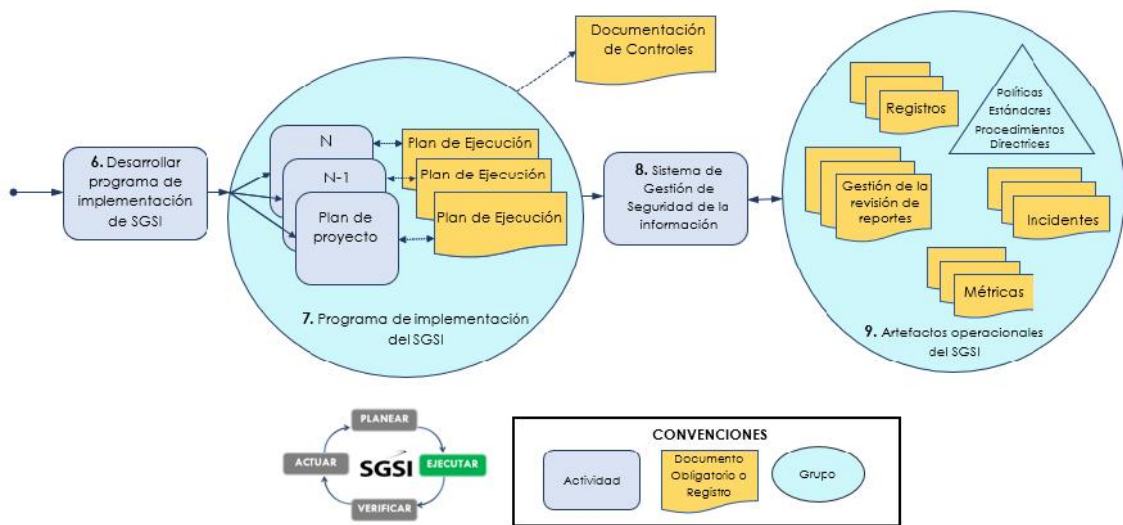 Documentación
de Controles
6. Desarrollar
programa de
implementación
de SGSI
N
N-1
Plan de
proyecto
Plan de Ejecución
Plan de Ejecución
Plan de Ejecución
7. Programa de implementación
del SGSI
8. Sistema de
Gestión de
Seguridad de la
información
Registros
Políticas
Estándares
Procedimientos
Directrices
Gestión de la
revisión de
reportes
Incidentes
Métricas
9. Artefactos operacionales
del SGSI
PLANEAR
ACTUAR
SGSI
EJECUTAR
VERIFICAR
CONVENCIONES
Actividad
Documento
Obligatorio o
Registro
Grupo